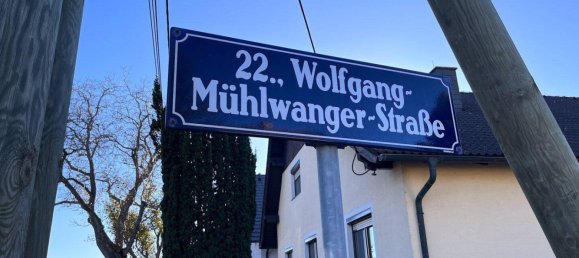 22., Wolfgang-
Mühlwanger-Straße